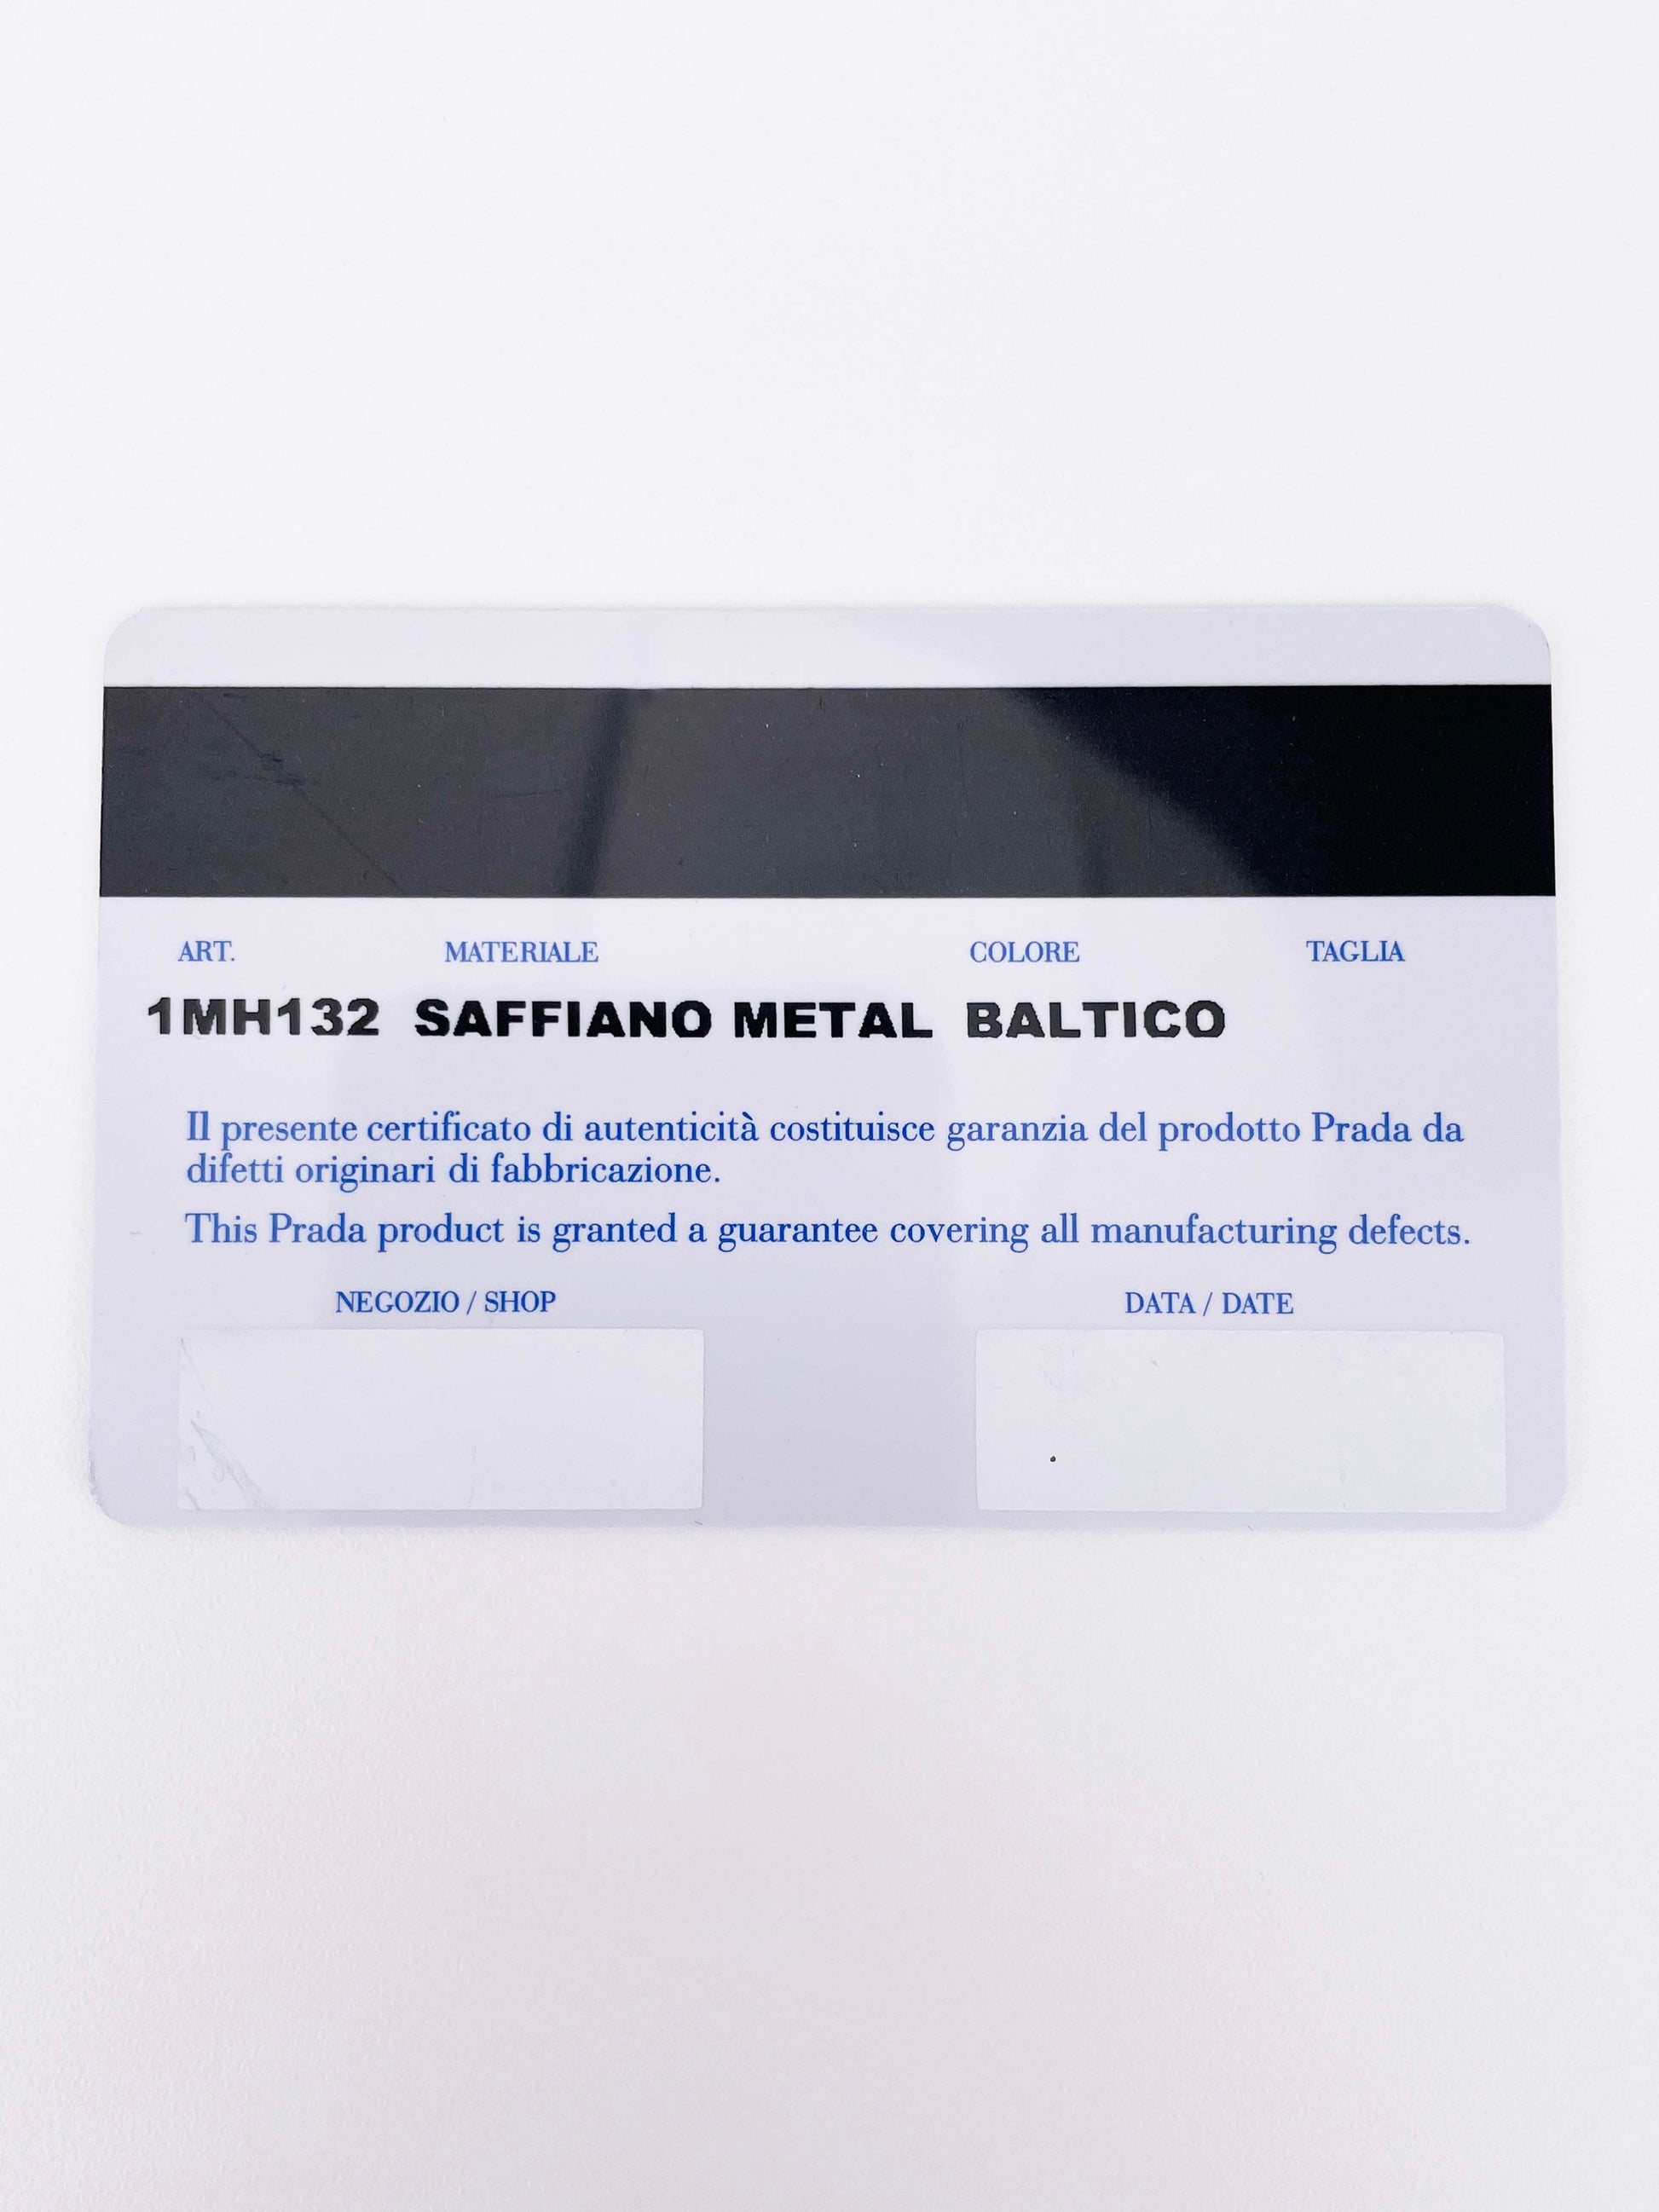 ART. MATERIALE COLORE TAGLIA
1MH132 SAFFIANO METAL BALTICO
Il presente certificato di autenticità costituisce garanzia del prodotto Prada da
difetti originari di fabbricazione.
This Prada product is granted a guarantee covering all manufacturing defects.
NEGOZIO / SHOP DATA / DATE